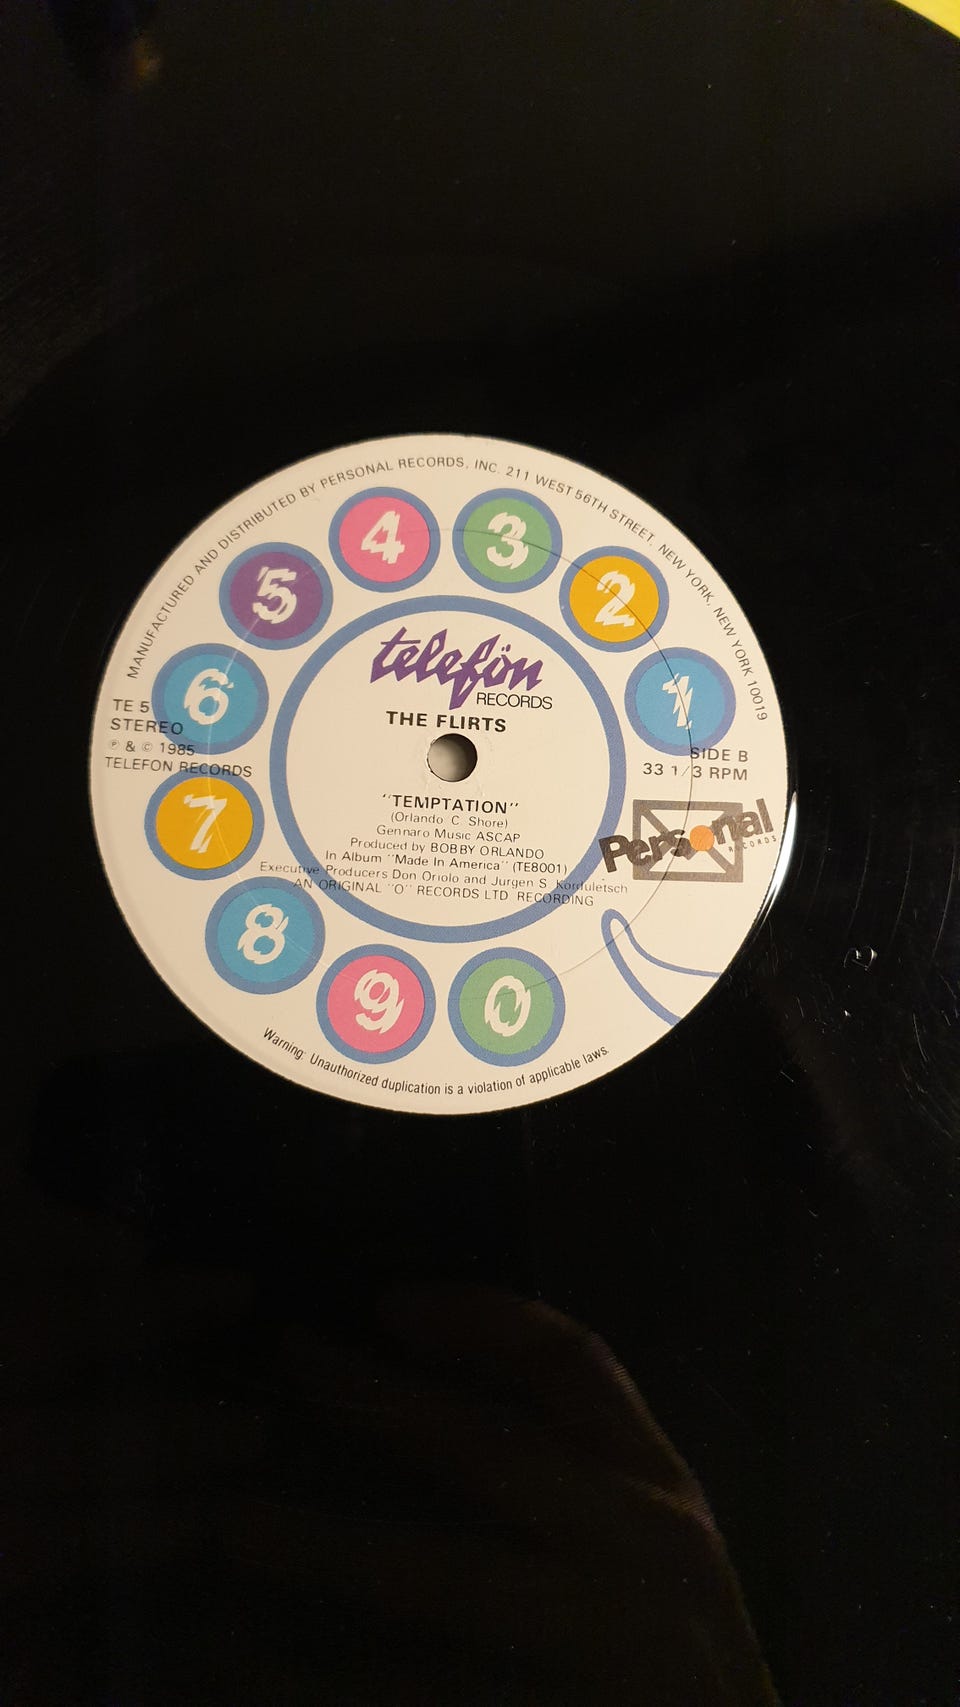 MANUFACTURED AND DISTRIBUTED BY PERSONAL RECORDS, INC. 211 WEST 56TH STREET, NEW YORK, NEW YORK 10019
4
3
5
2
6
1
telefön
RECORDS
THE FLIRTS
TE 5
STEREO
℗ & © 1985
TELEFON RECORDS
SIDE B
33 1/3 RPM
7
"TEMPTATION"
(Orlando C. Shore)
Gennaro Music ASCAP
Produced by BOBBY ORLANDO
In Album "Made In America" (TE8001)
Executive Producers Don Oriolo and Jurgen S. Korduletsch
AN ORIGINAL "O" RECORDS LTD. RECORDING
Personal
RECORDS
8
9
0
Warning: Unauthorized duplication is a violation of applicable laws.